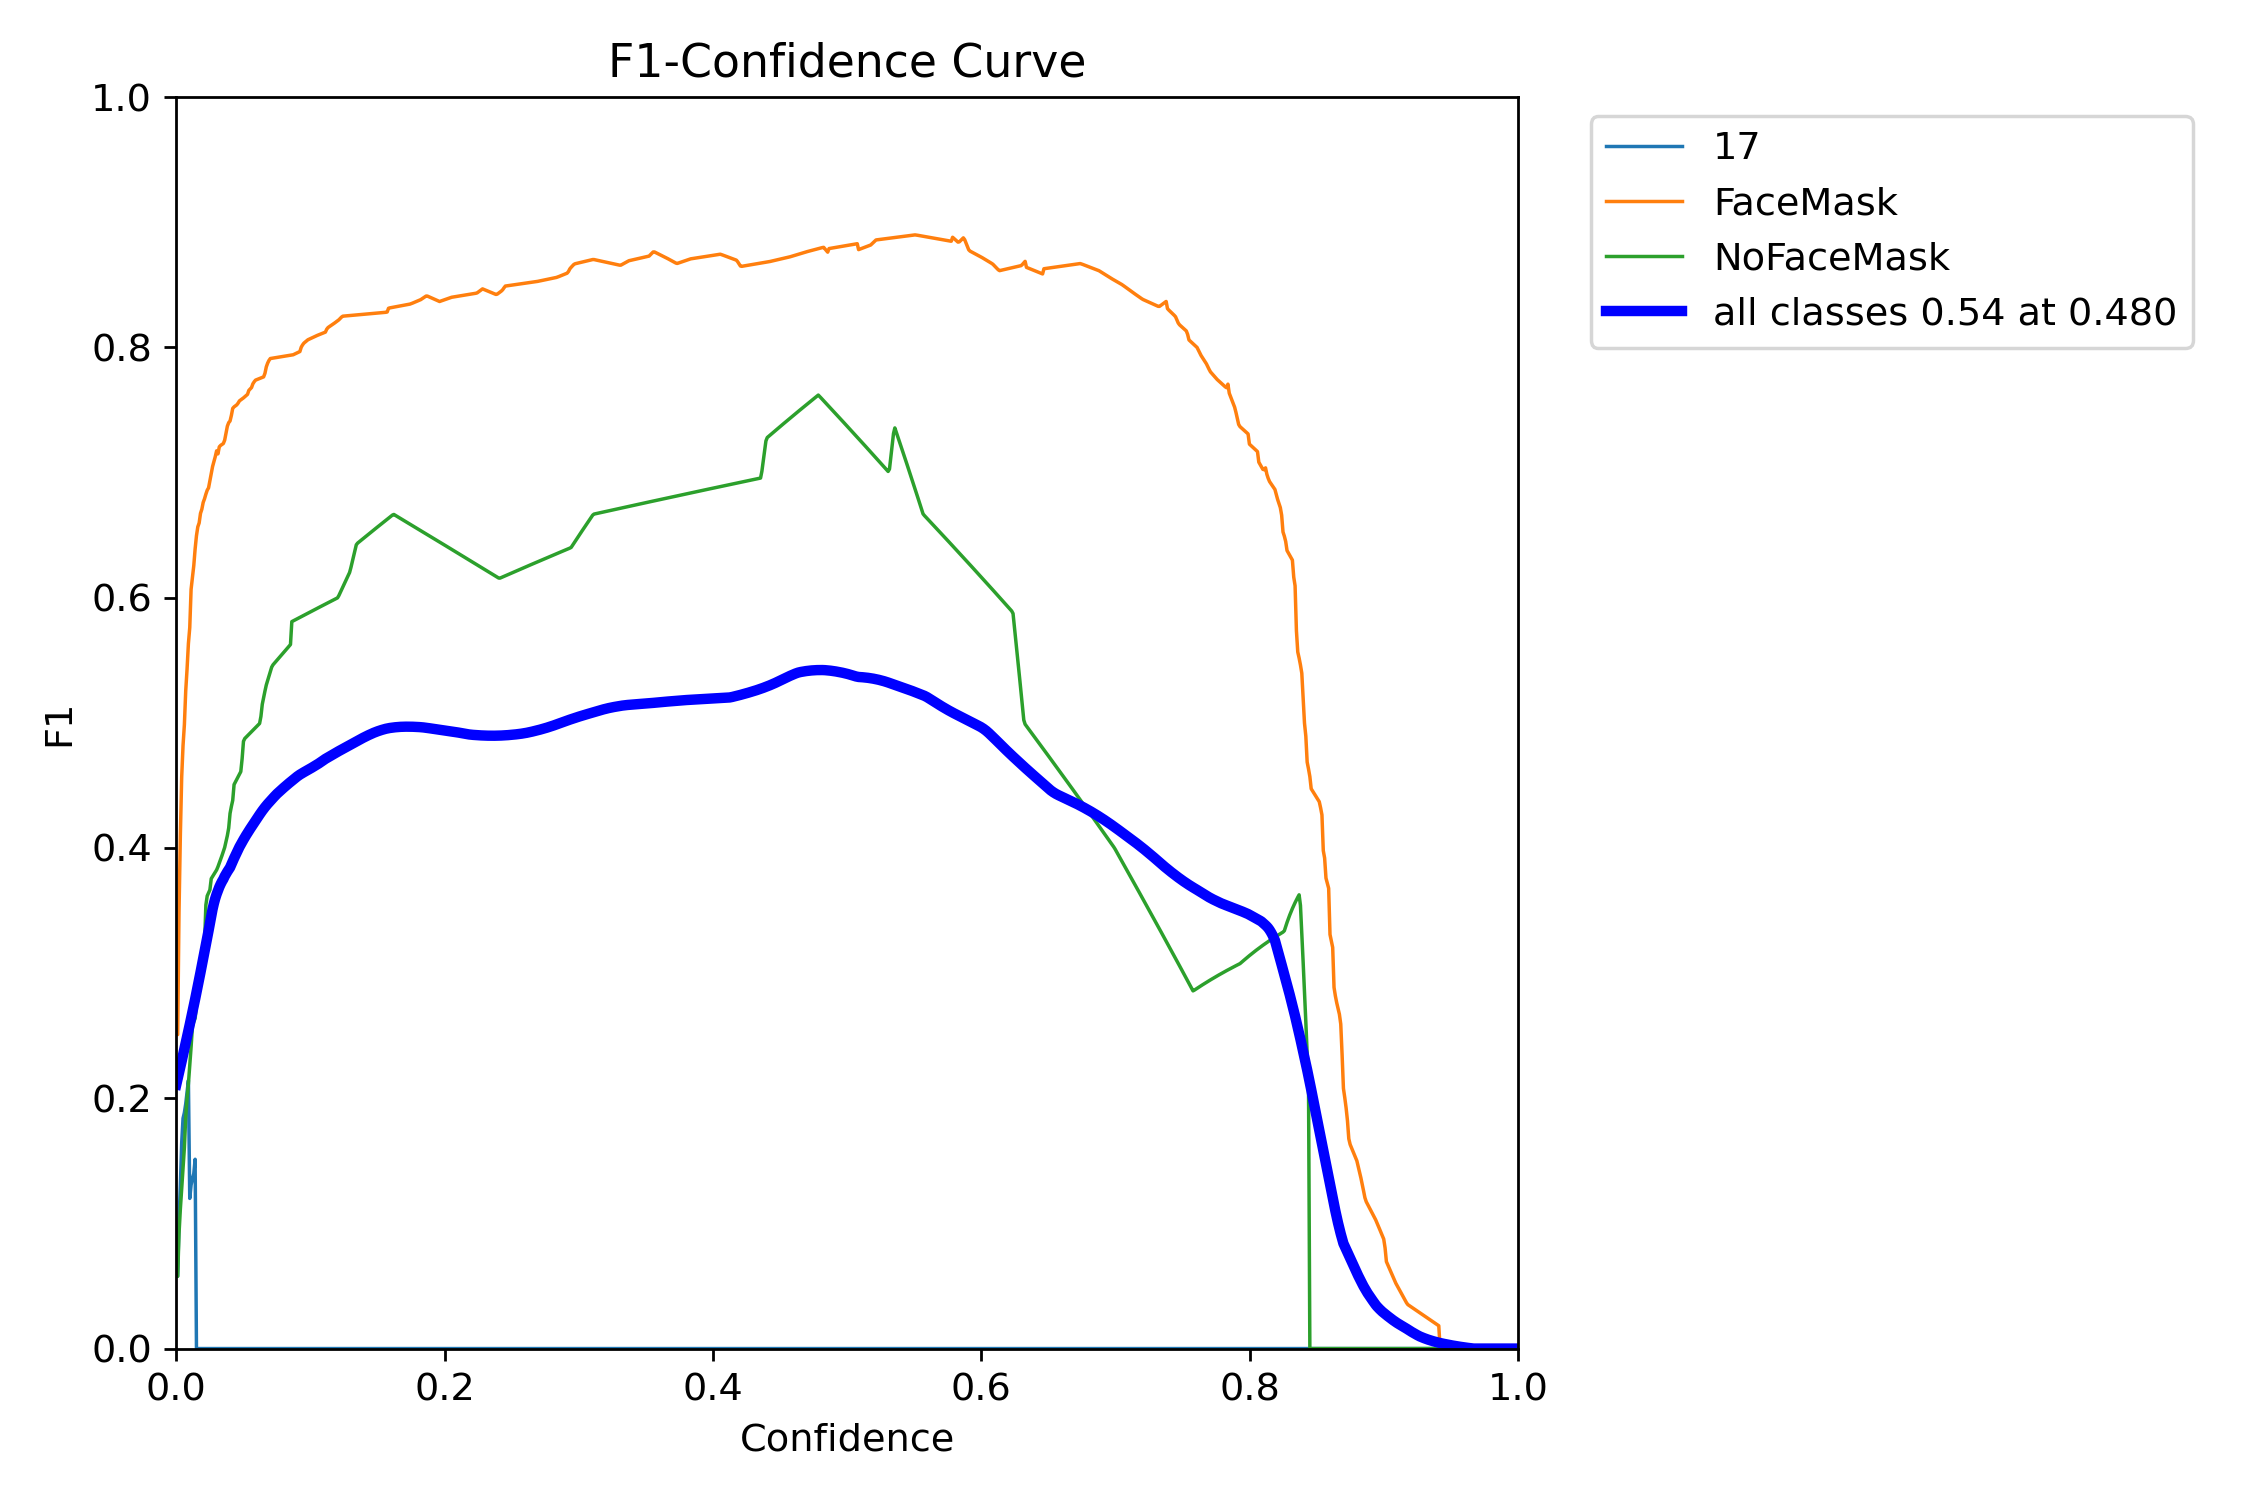 F1-Confidence Curve
1.0
0.8
0.6
0.4
0.2
0.0
F1
0.0 0.2 0.4 0.6 0.8 1.0
Confidence
17
FaceMask
NoFaceMask
all classes 0.54 at 0.480